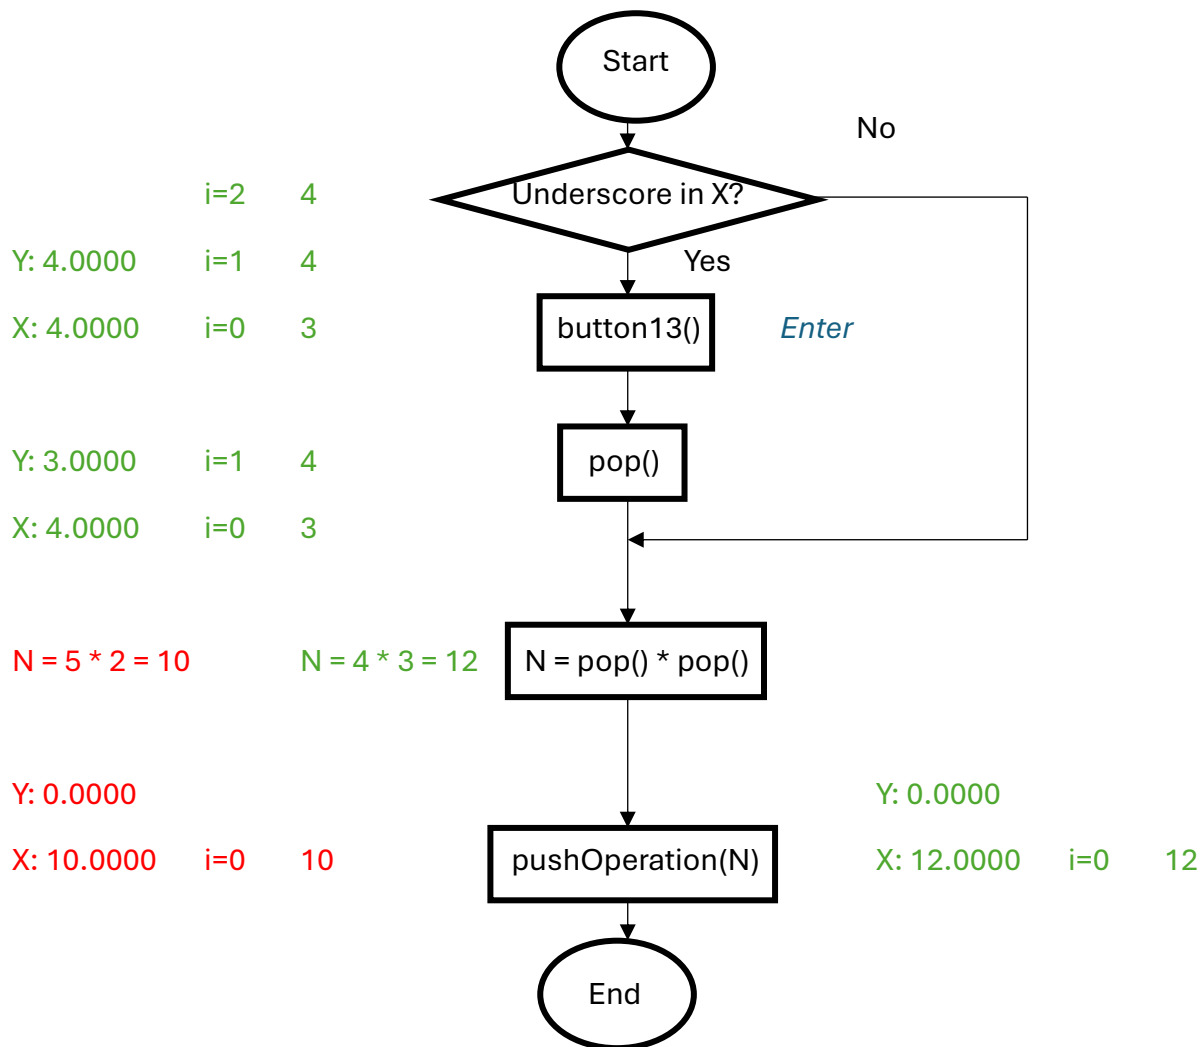 Start
No
i=2 4 Underscore in X?
Y: 4.0000 i=1 4 Yes
X: 4.0000 i=0 3 button13() Enter
Y: 3.0000 i=1 4 pop()
X: 4.0000 i=0 3
N = 5 * 2 = 10 N = 4 * 3 = 12 N = pop() * pop()
Y: 0.0000 Y: 0.0000
X: 10.0000 i=0 10 pushOperation(N) X: 12.0000 i=0 12
End